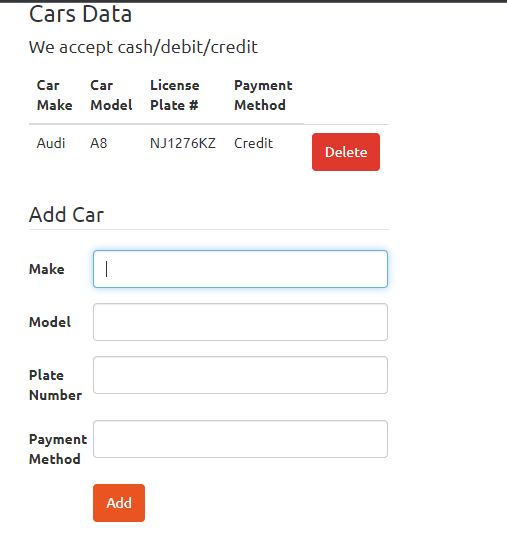 Cars Data
We accept cash/debit/credit
Car Make Car Model License Plate # Payment Method
Audi A8 NJ1276KZ Credit Delete
Add Car
Make
Model
Plate
Number
Payment
Method
Add